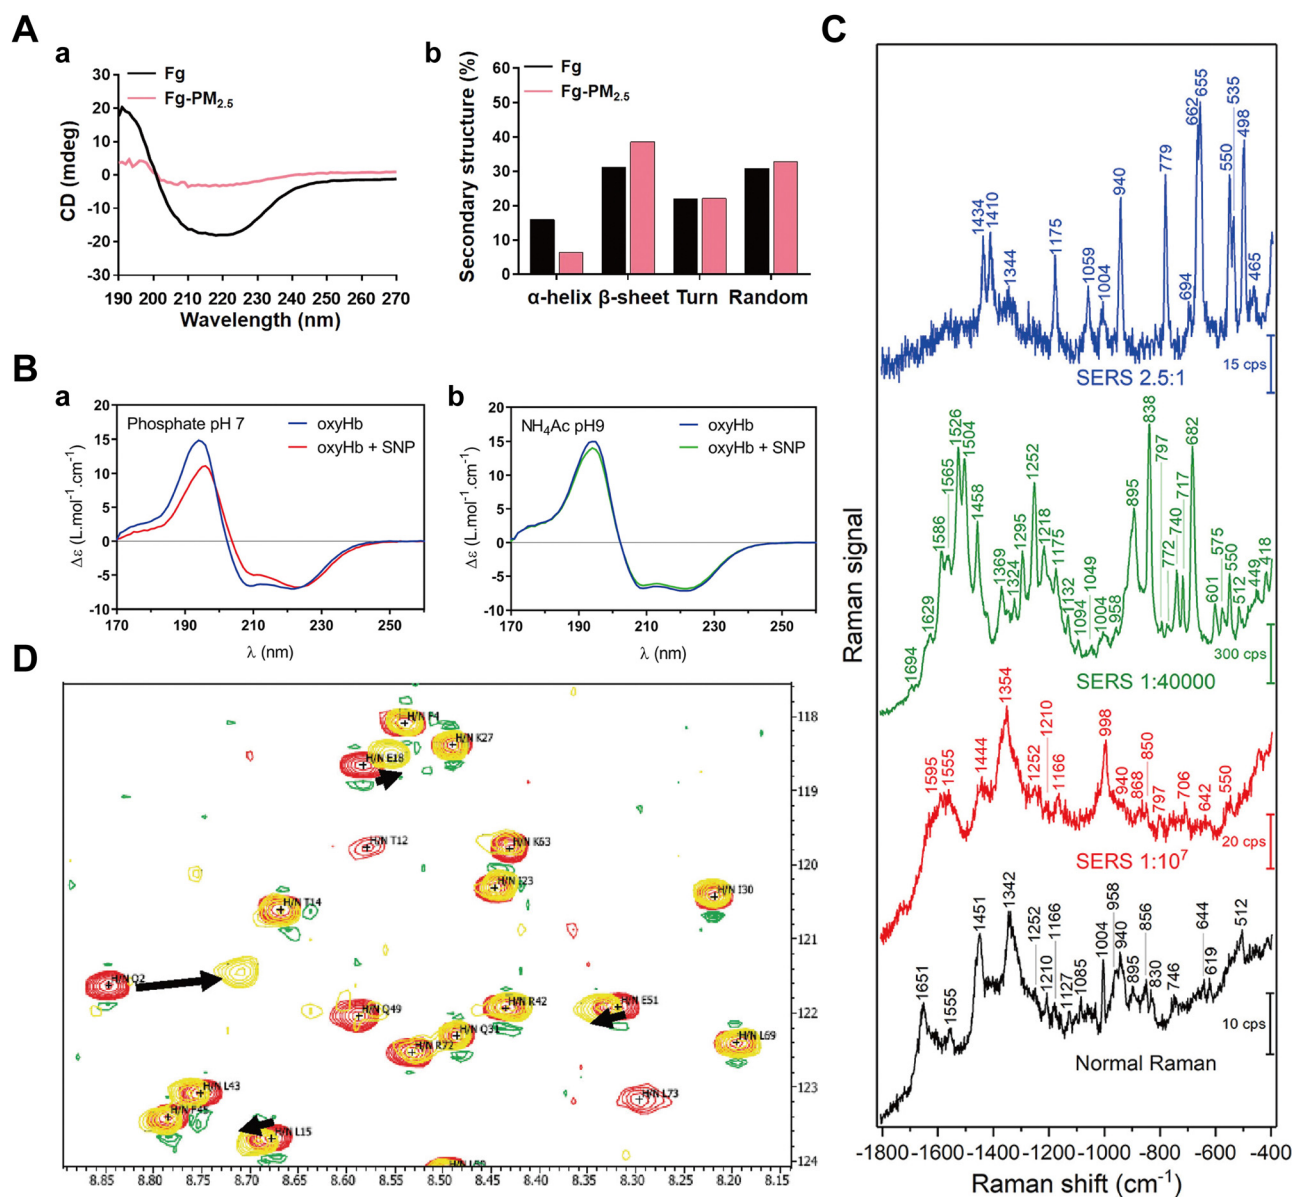 A
a
Fg
Fg-PM2.5
CD (mdeg)
30
20
10
0
-10
-20
-30
190 200 210 220 230 240 250 260 270
Wavelength (nm)
b
Fg
Fg-PM2.5
Secondary structure (%)
60
50
40
30
20
10
0
α-helix β-sheet Turn Random
B
a
Phosphate pH 7
oxyHb
oxyHb + SNP
Δε (L.mol-1.cm-1)
20
15
10
5
0
-5
-10
170 190 210 230 250
λ (nm)
b
NH4Ac pH9
oxyHb
oxyHb + SNP
Δε (L.mol-1.cm-1)
20
15
10
5
0
-5
-10
170 190 210 230 250
λ (nm)
C
Raman signal
1434 1410 1344 1175 1059 1004 940 779 694 662 655 550 535 498 465
15 cps
SERS 2.5:1
1694 1629 1586 1565 1526 1504 1458 1369 1324 1295 1252 1218 1175 1132 1094 1049 1004 958 895 838 797 772 740 717 682 601 575 550 512 449 418
300 cps
SERS 1:40000
1595 1555 1444 1354 1252 1210 1166 998 940 868 850 797 706 642 550
20 cps
SERS 1:107
1651 1555 1451 1342 1252 1210 1166 1127 1085 1004 958 940 895 856 830 746 644 619 512
10 cps
Normal Raman
-1800 -1600 -1400 -1200 -1000 -800 -600 -400
Raman shift (cm-1)
D
H/N F4
H/N K27
H/N E18
H/N T12
H/N K63
H/N I23
H/N I30
H/N T14
H/N Q2
H/N Q49
H/N R42
H/N E51
H/N Q31
H/N R72
H/N L69
H/N L43
H/N L73
H/N F45
H/N L15
118
119
120
121
122
123
124
8.85 8.80 8.75 8.70 8.65 8.60 8.55 8.50 8.45 8.40 8.35 8.30 8.25 8.20 8.15